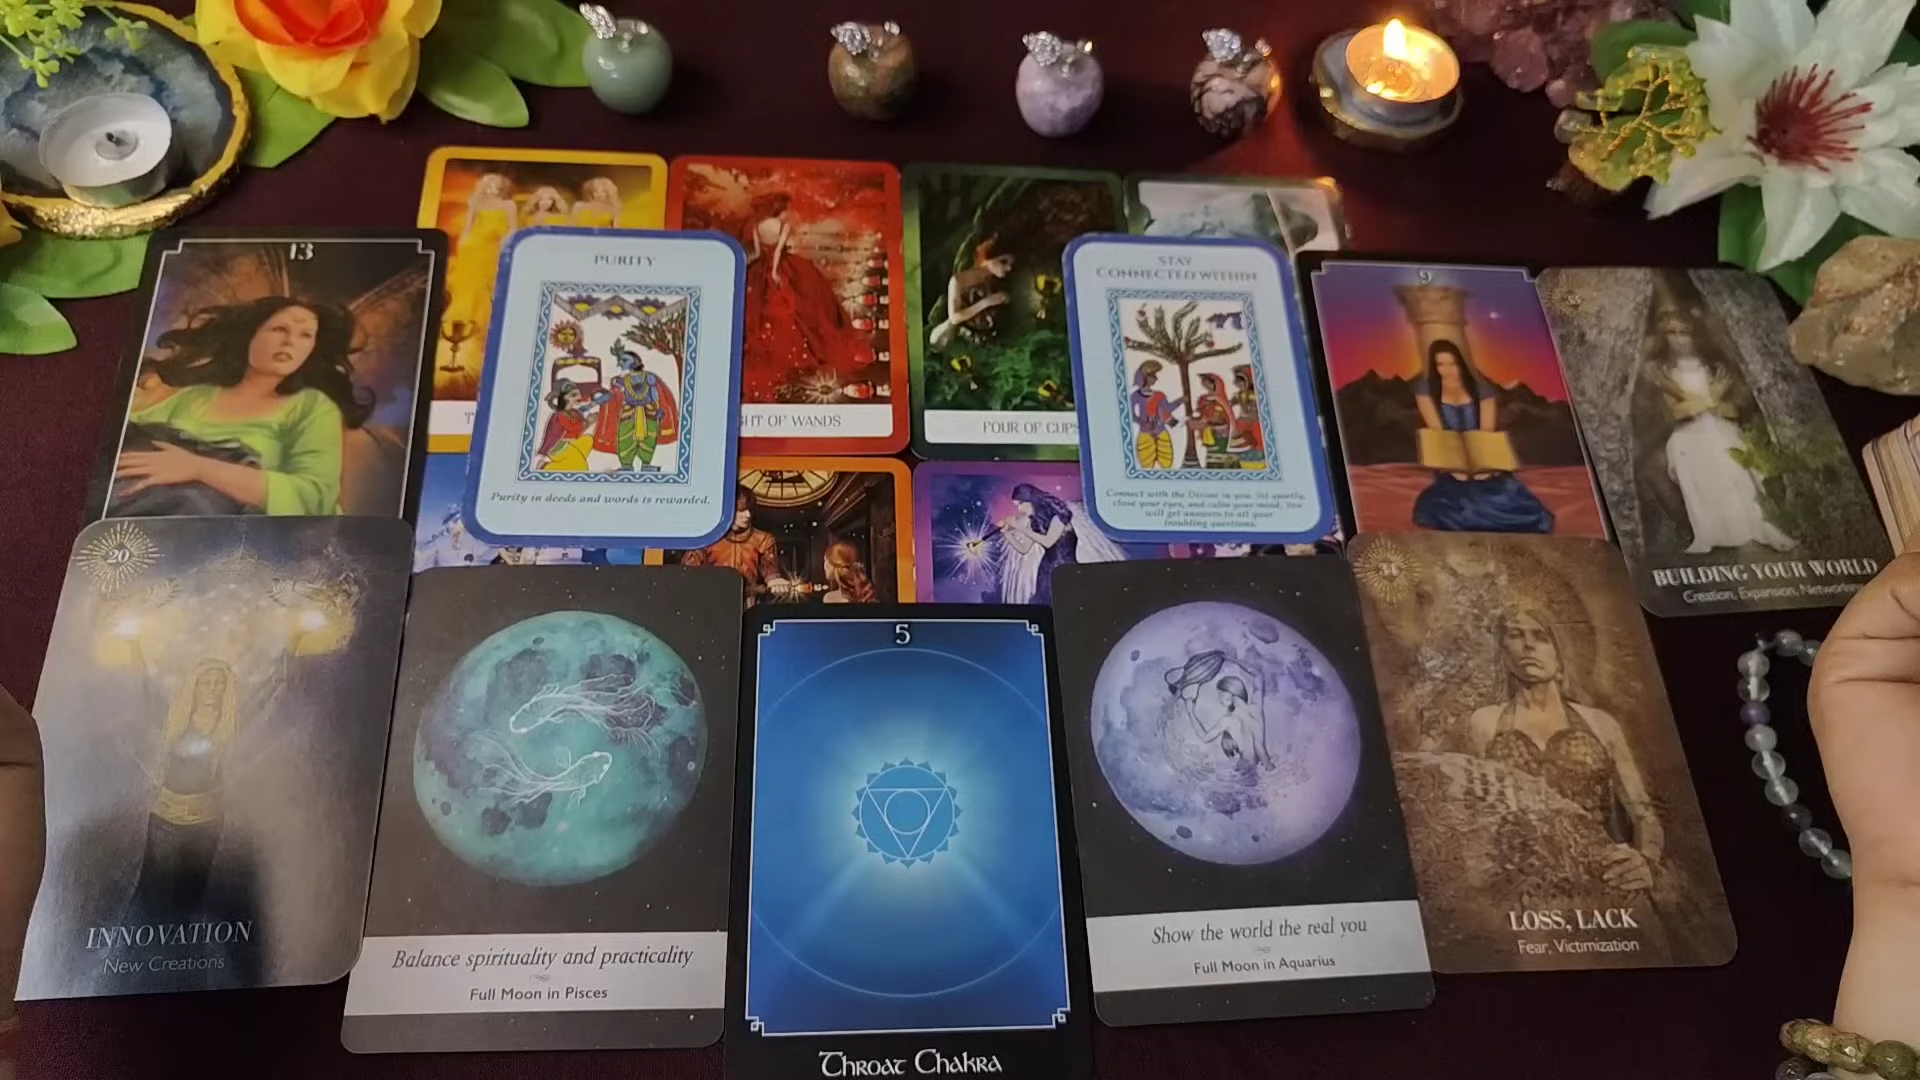 13
PURITY
Purity in deeds and words is rewarded.
HT OF WANDS
FOUR OF CUPS
STAY
CONNECTED WITHIN
Connect with the Divine in you. Sit quietly,
close your eyes, and calm your mind. You
will get answers to all your
troubling questions.
9
BUILDING YOUR WORLD
Creation, Expansion, Networking
20
INNOVATION
New Creations
Balance spirituality and practicality
Full Moon in Pisces
5
Throat Chakra
Show the world the real you
Full Moon in Aquarius
LOSS, LACK
Fear, Victimization